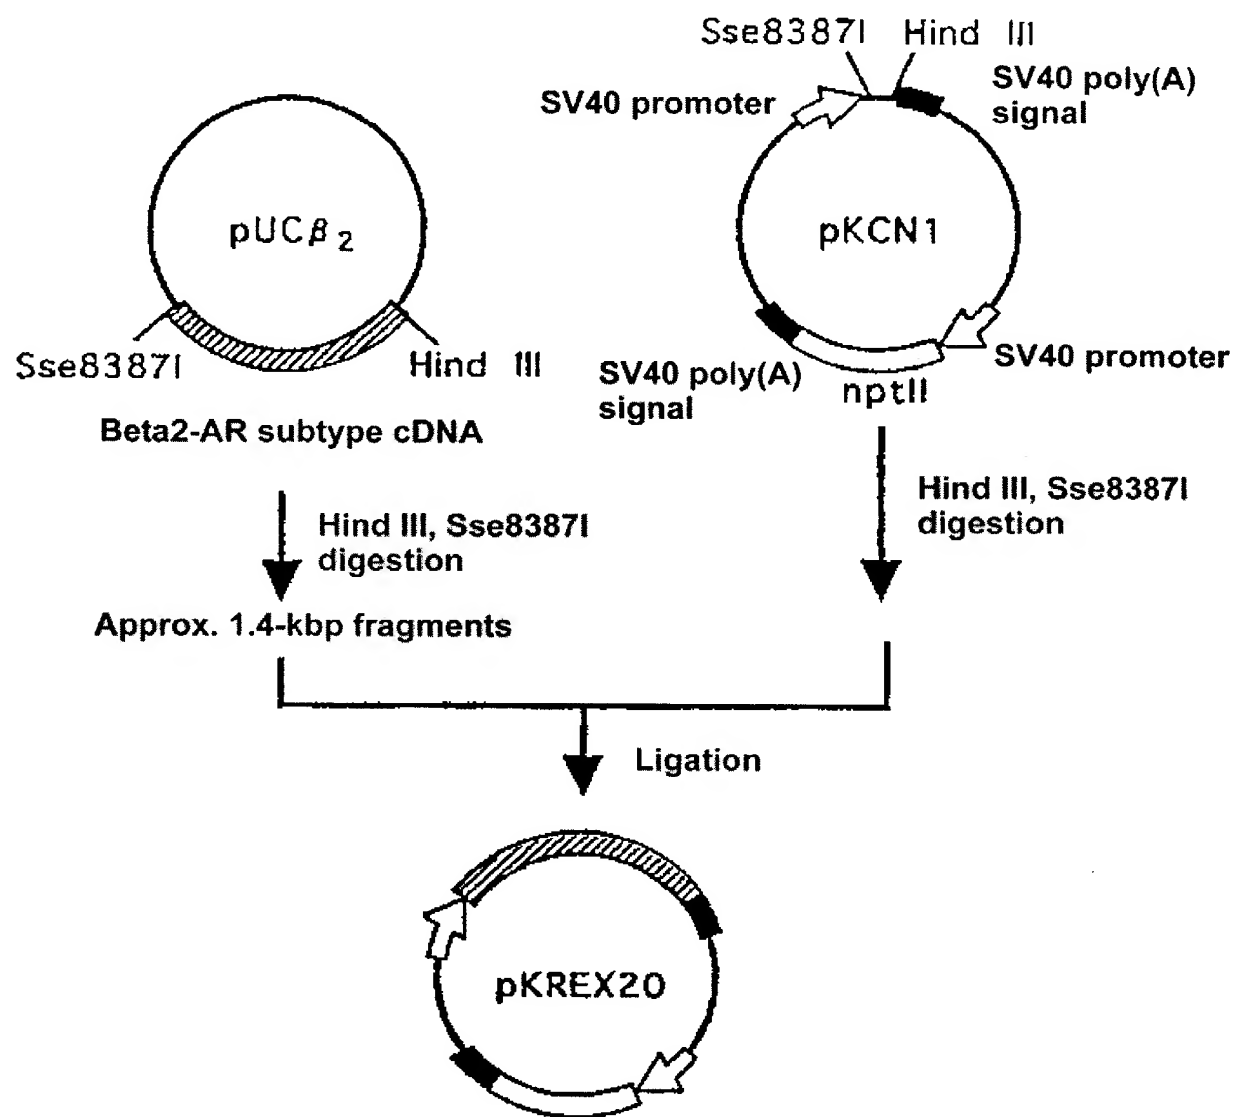 Sse8387I Hind III
SV40 promoter
SV40 poly(A)
signal
pUCβ2
pKCN1
Sse8387I
Hind III
SV40 poly(A)
signal
nptII
SV40 promoter
Beta2-AR subtype cDNA
Hind III, Sse8387I
digestion
Hind III, Sse8387I
digestion
Approx. 1.4-kbp fragments
Ligation
pKREX20